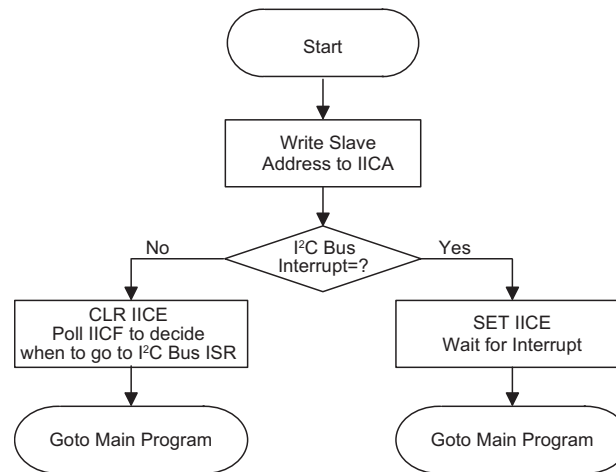 Start
Write Slave
Address to IICA
I²C Bus
Interrupt=?
No
Yes
CLR IICE
Poll IICF to decide
when to go to I²C Bus ISR
SET IICE
Wait for Interrupt
Goto Main Program
Goto Main Program